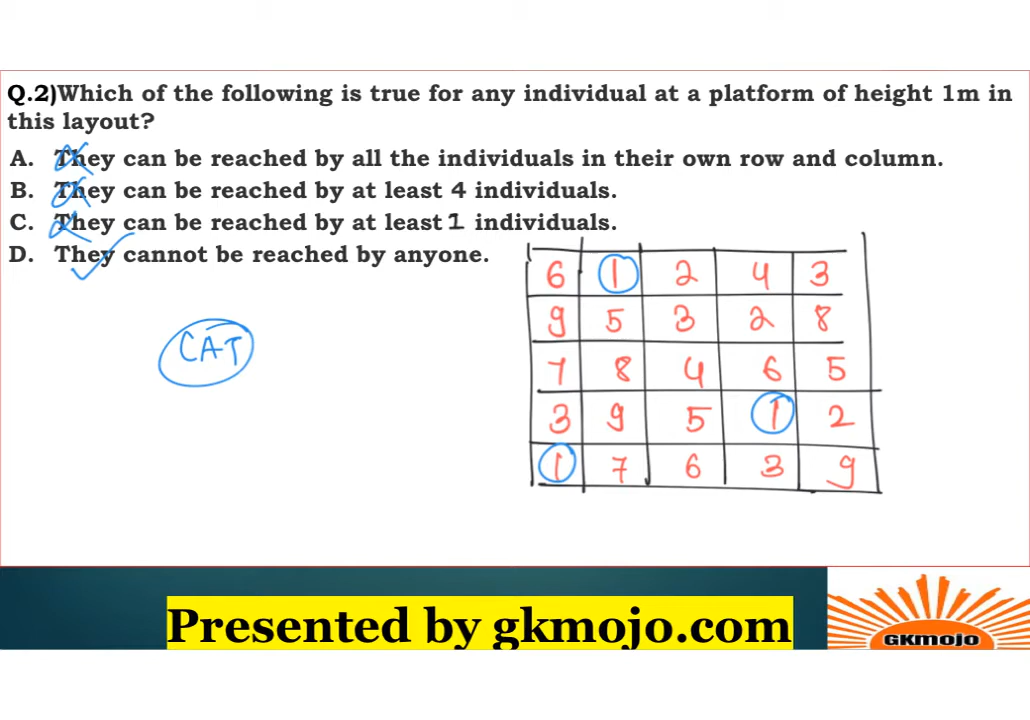 Q.2)Which of the following is true for any individual at a platform of height 1m in
this layout?
A. They can be reached by all the individuals in their own row and column.
B. They can be reached by at least 4 individuals.
C. They can be reached by at least 1 individuals.
D. They cannot be reached by anyone.
6 1 2 4 3
9 5 3 2 8
7 8 4 6 5
3 9 5 1 2
1 7 6 3 9
CAT
Presented by gkmojo.com
GKmojo